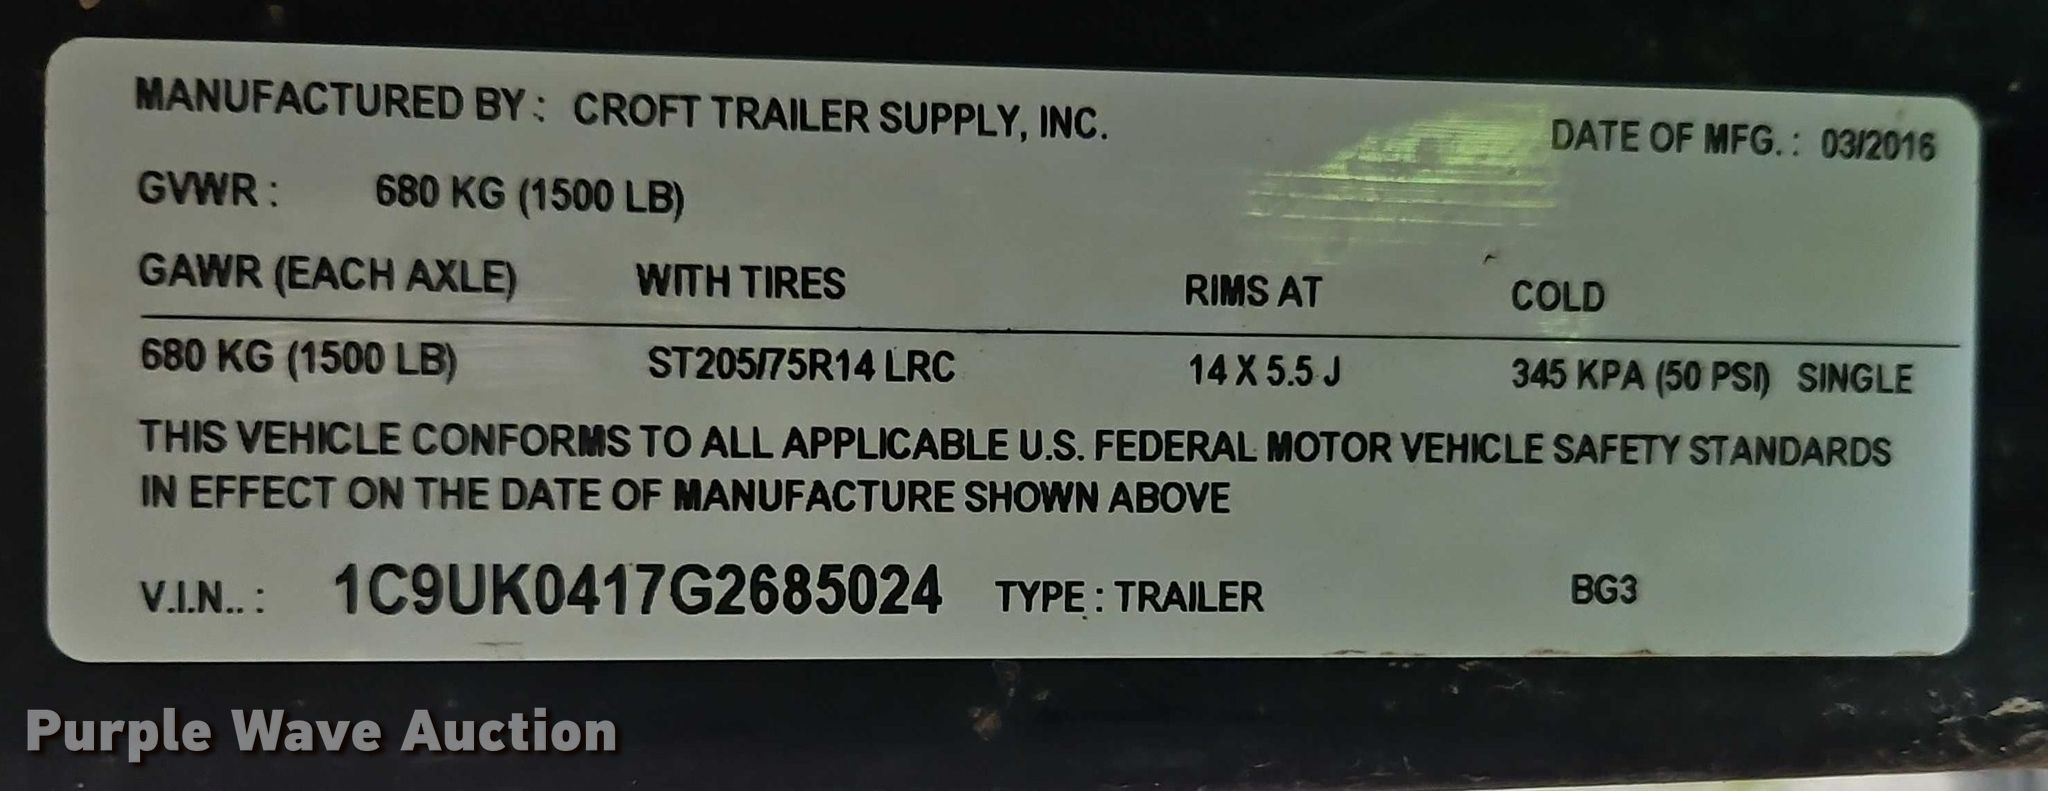 MANUFACTURED BY: CROFT TRAILER SUPPLY, INC. DATE OF MFG.: 03/2016
GVWR: 680 KG (1500 LB)
GAWR (EACH AXLE) WITH TIRES RIMS AT COLD
680 KG (1500 LB) ST205/75R14 LRC 14 X 5.5 J 345 KPA (50 PSI) SINGLE
THIS VEHICLE CONFORMS TO ALL APPLICABLE U.S. FEDERAL MOTOR VEHICLE SAFETY STANDARDS
IN EFFECT ON THE DATE OF MANUFACTURE SHOWN ABOVE
V.I.N..: 1C9UK0417G2685024 TYPE: TRAILER BG3
Purple Wave Auction